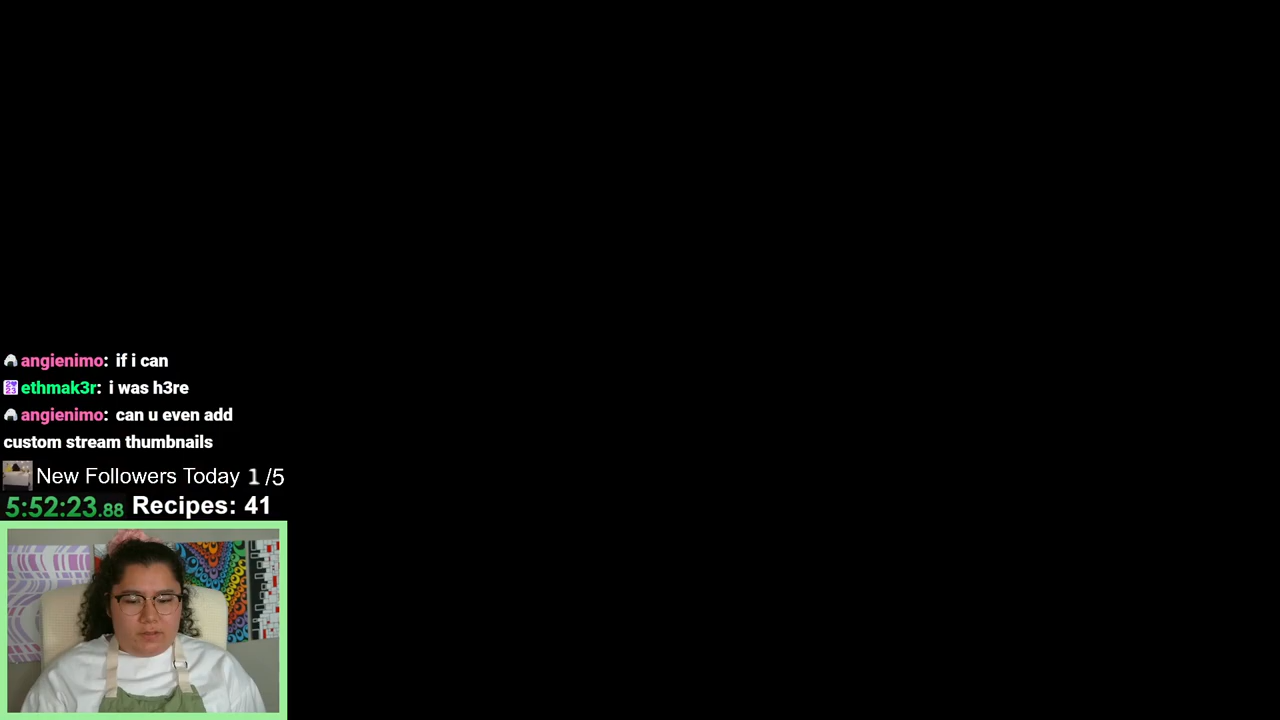 angienimo: if i can
ethmak3r: i was h3re
angienimo: can u even add
custom stream thumbnails
New Followers Today 1 /5
5:52:23.88 Recipes: 41